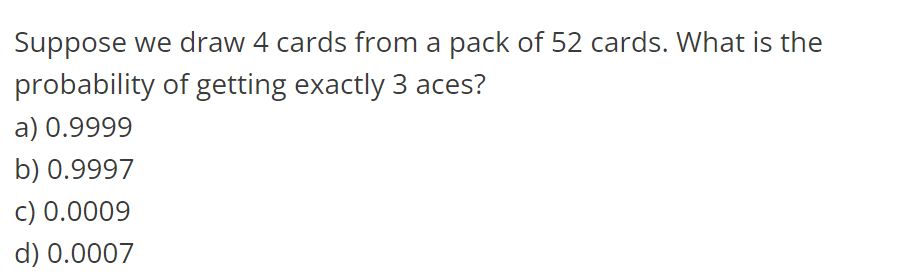 Suppose we draw 4 cards from a pack of 52 cards. What is the
probability of getting exactly 3 aces?
a) 0.9999
b) 0.9997
c) 0.0009
d) 0.0007